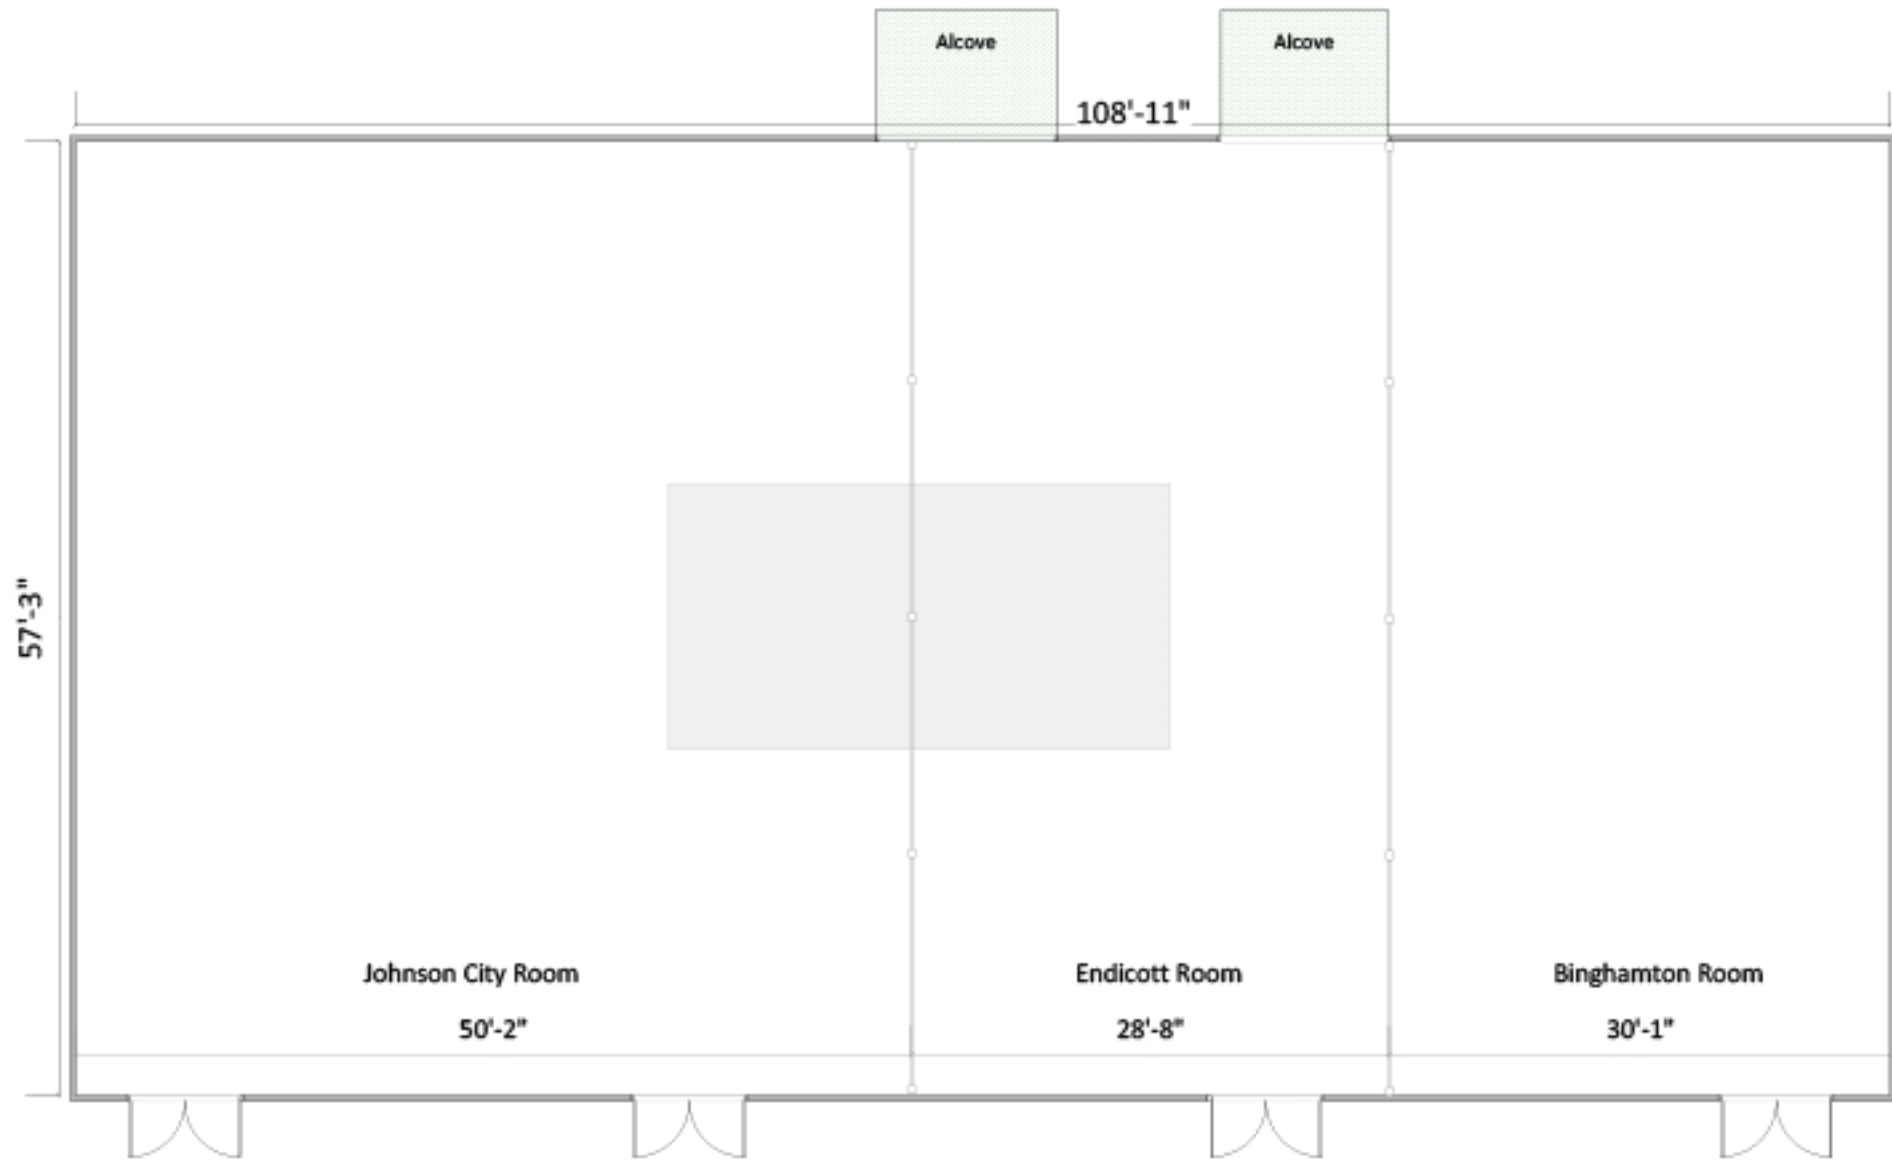 Alcove
Alcove
108'-11"
57'-3"
Johnson City Room
Endicott Room
Binghamton Room
50'-2"
28'-8"
30'-1"